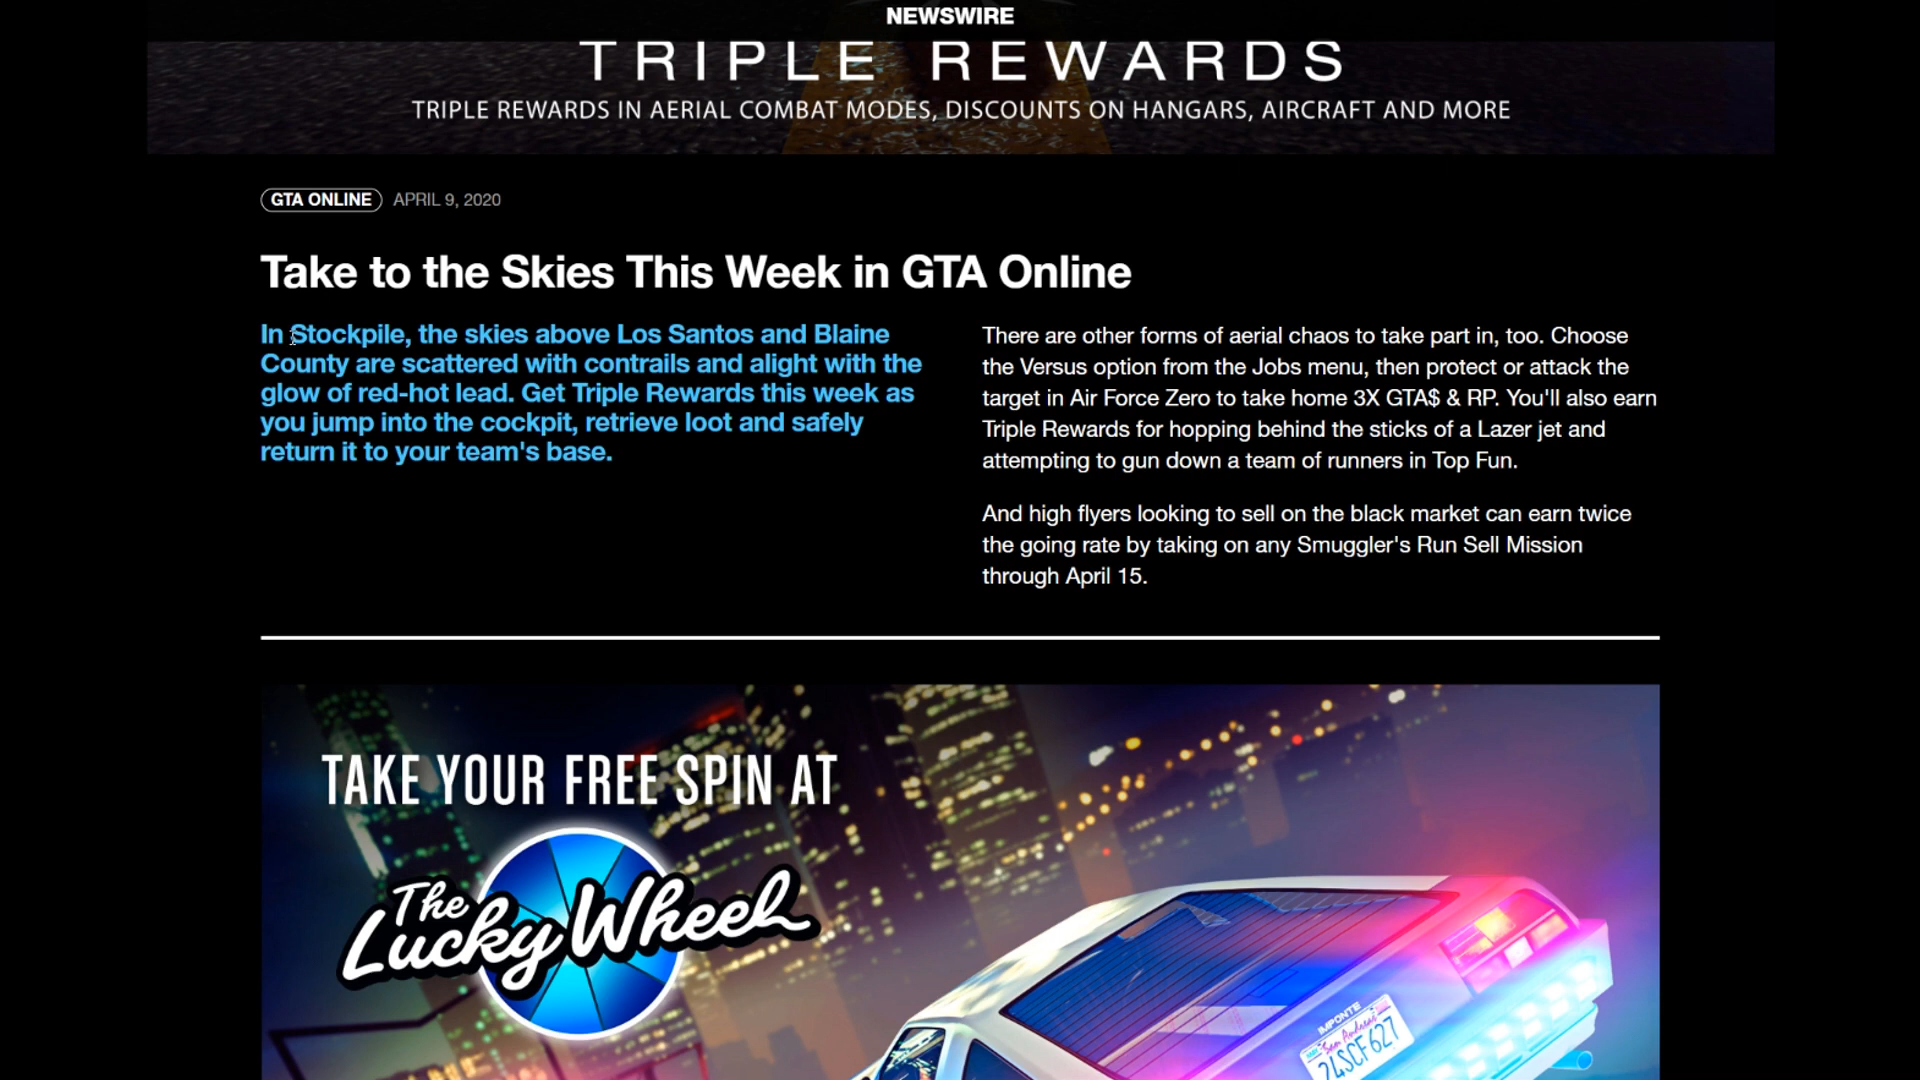 NEWSWIRE
TRIPLE REWARDS
TRIPLE REWARDS IN AERIAL COMBAT MODES, DISCOUNTS ON HANGARS, AIRCRAFT AND MORE
GTA ONLINE APRIL 9, 2020
Take to the Skies This Week in GTA Online
In Stockpile, the skies above Los Santos and Blaine
County are scattered with contrails and alight with the
glow of red-hot lead. Get Triple Rewards this week as
you jump into the cockpit, retrieve loot and safely
return it to your team's base.
There are other forms of aerial chaos to take part in, too. Choose
the Versus option from the Jobs menu, then protect or attack the
target in Air Force Zero to take home 3X GTA$ & RP. You'll also earn
Triple Rewards for hopping behind the sticks of a Lazer jet and
attempting to gun down a team of runners in Top Fun.
And high flyers looking to sell on the black market can earn twice
the going rate by taking on any Smuggler's Run Sell Mission
through April 15.
TAKE YOUR FREE SPIN AT
The
Lucky Wheel
IMPONTE
San Andreas
24SCF627